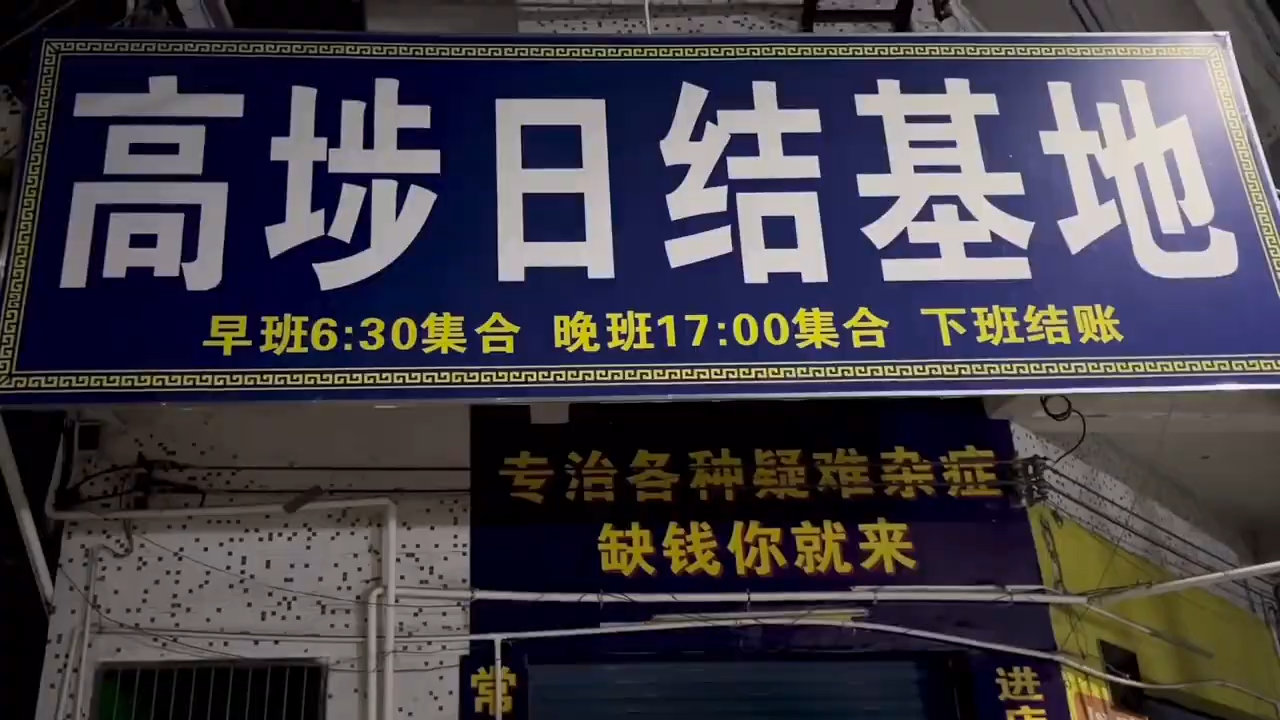 高埗日结基地
早班6:30集合 晚班17:00集合 下班结账
专治各种疑难杂症
缺钱你就来
常
进店